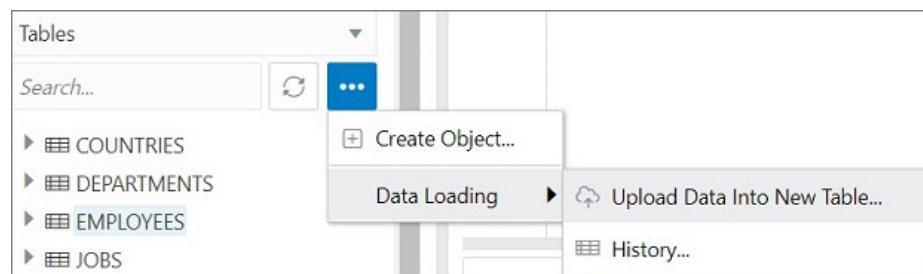 Tables
Search...
COUNTRIES
DEPARTMENTS
EMPLOYEES
JOBS
Create Object...
Data Loading
Upload Data Into New Table...
History...